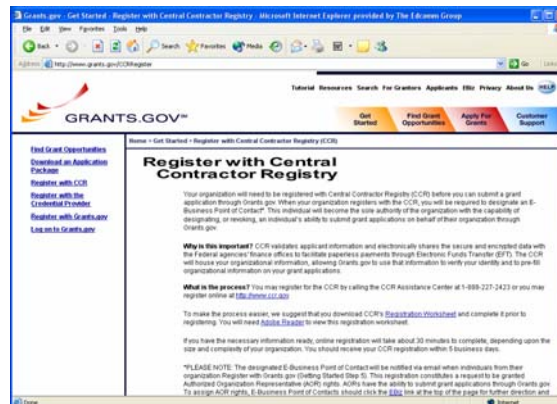 Grants.gov - Get Started - Register with Central Contractor Registry - Microsoft Internet Explorer provided by The Edcamm Group
File Edit View Favorites Tools Help
Back Search Favorites Media
Address http://www.grants.gov/CCRRegister Go Links
Tutorial Resources Search For Grantors Applicants EBiz Privacy About Us HELP
GRANTS.GOV℠
Get Started
Find Grant Opportunities
Apply For Grants
Customer Support
Home > Get Started > Register with Central Contractor Registry (CCR)
Find Grant Opportunities
Download an Application
Package
Register with CCR
Register with the
Credential Provider
Register with Grants.gov
Log on to Grants.gov
Register with Central
Contractor Registry
Your organization will need to be registered with Central Contractor Registry (CCR) before you can submit a grant
application through Grants.gov. When your organization registers with the CCR, you will be required to designate an E-
Business Point of Contact*. This individual will become the sole authority of the organization with the capability of
designating, or revoking, an individual's ability to submit grant applications on behalf of their organization through
Grants.gov.
Why is this important? CCR validates applicant information and electronically shares the secure and encrypted data with
the Federal agencies' finance offices to facilitate paperless payments through Electronic Funds Transfer (EFT). The CCR
will house your organizational information, allowing Grants.gov to use that information to verify your identity and to pre-fill
organizational information on your grant applications.
What is the process? You may register for the CCR by calling the CCR Assistance Center at 1-888-227-2423 or you may
register online at http://www.ccr.gov.
To make the process easier, we suggest that you download CCR's Registration Worksheet and complete it prior to
registering. You will need Adobe Reader to view this registration worksheet.
If you have the necessary information ready, online registration will take about 30 minutes to complete, depending upon the
size and complexity of your organization. You should receive your CCR registration within 5 business days.
*PLEASE NOTE: The designated E-Business Point of Contact will be notified via email when individuals from their
organization Register with Grants.gov (Getting Started Step 5). This registration constitutes a request to be granted
Authorized Organization Representative (AOR) rights. AORs have the ability to submit grant applications through Grants.gov.
To assign AOR rights, E-Business Points of Contacts should click the EBiz link at the top of the page for further direction and
Done Internet